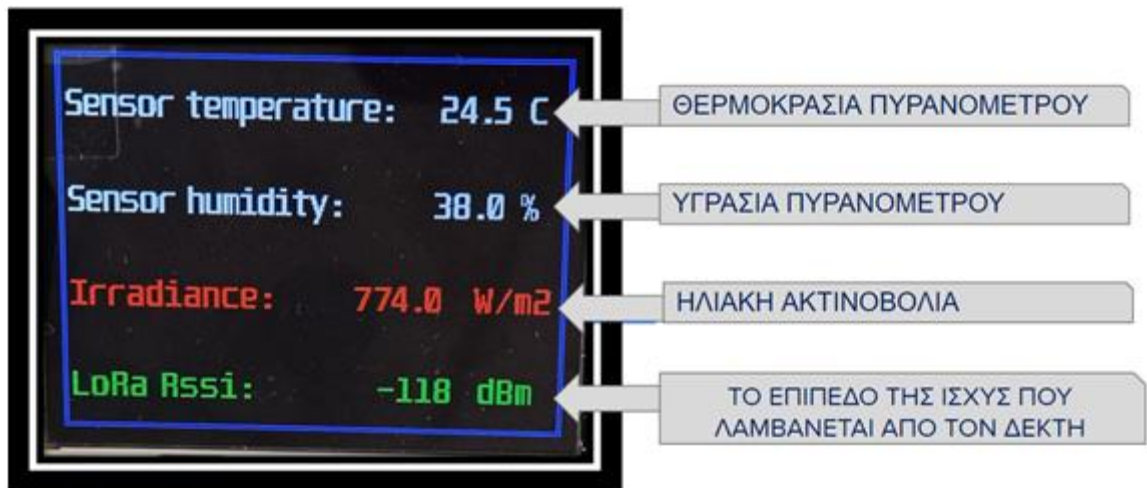 Sensor temperature: 24.5 C
ΘΕΡΜΟΚΡΑΣΙΑ ΠΥΡΑΝΟΜΕΤΡΟΥ
Sensor humidity: 38.0 %
ΥΓΡΑΣΙΑ ΠΥΡΑΝΟΜΕΤΡΟΥ
Irradiance: 774.0 W/m2
ΗΛΙΑΚΗ ΑΚΤΙΝΟΒΟΛΙΑ
LoRa Rssi: -118 dBm
ΤΟ ΕΠΙΠΕΔΟ ΤΗΣ ΙΣΧΥΣ ΠΟΥ
ΛΑΜΒΑΝΕΤΑΙ ΑΠΟ ΤΟΝ ΔΕΚΤΗ